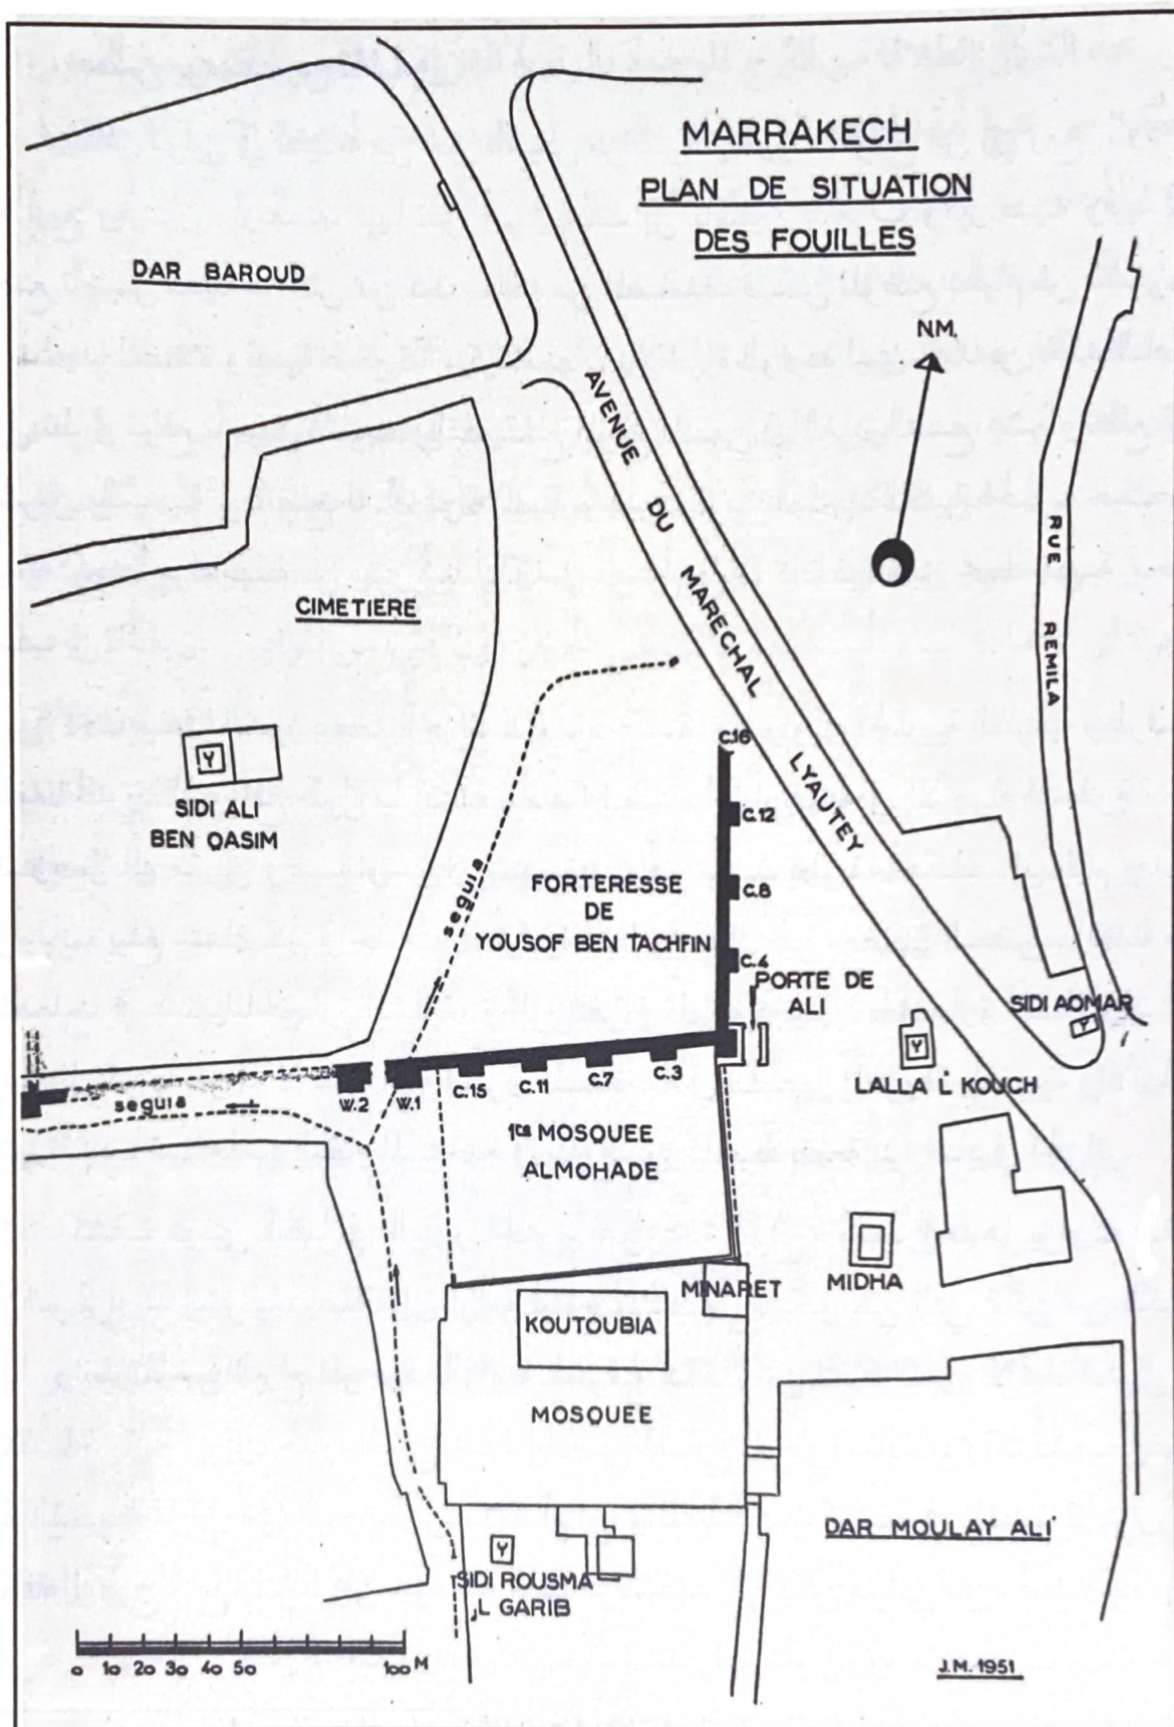 MARRAKECH
PLAN DE SITUATION
DES FOUILLES
DAR BAROUD
N.M.
AVENUE DU MARECHAL LYAUTEY
RUE REMILA
CIMETIERE
SIDI ALI
BEN QASIM
seguia
C.16
C.12
C.8
C.4
FORTERESSE
DE
YOUSOF BEN TACHFIN
PORTE DE
ALI
SIDI AOMAR
LALLA L KOUCH
seguia
W.2
W.1
C.15
C.11
C.7
C.3
1re MOSQUEE
ALMOHADE
MIDHA
MINARET
KOUTOUBIA
MOSQUEE
DAR MOULAY ALI
SIDI ROUSMA
L GARIB
0 10 20 30 40 50 100 M
J.M. 1951